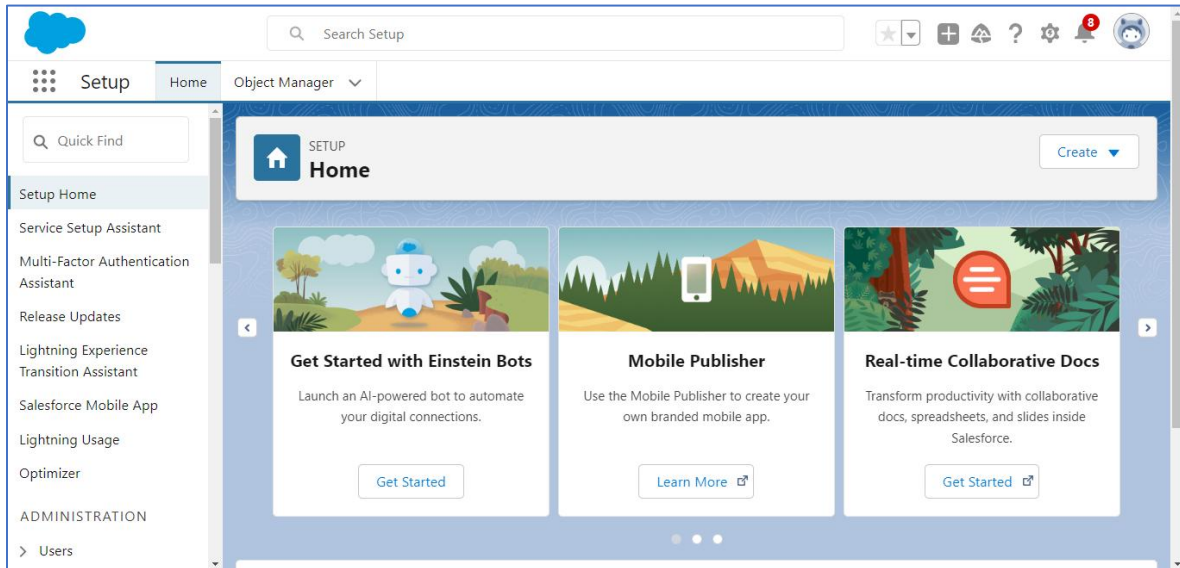 Search Setup
8
Setup
Home
Object Manager
Quick Find
Setup Home
Service Setup Assistant
Multi-Factor Authentication
Assistant
Release Updates
Lightning Experience
Transition Assistant
Salesforce Mobile App
Lightning Usage
Optimizer
ADMINISTRATION
Users
SETUP
Home
Create
Get Started with Einstein Bots
Launch an AI-powered bot to automate
your digital connections.
Get Started
Mobile Publisher
Use the Mobile Publisher to create your
own branded mobile app.
Learn More
Real-time Collaborative Docs
Transform productivity with collaborative
docs, spreadsheets, and slides inside
Salesforce.
Get Started